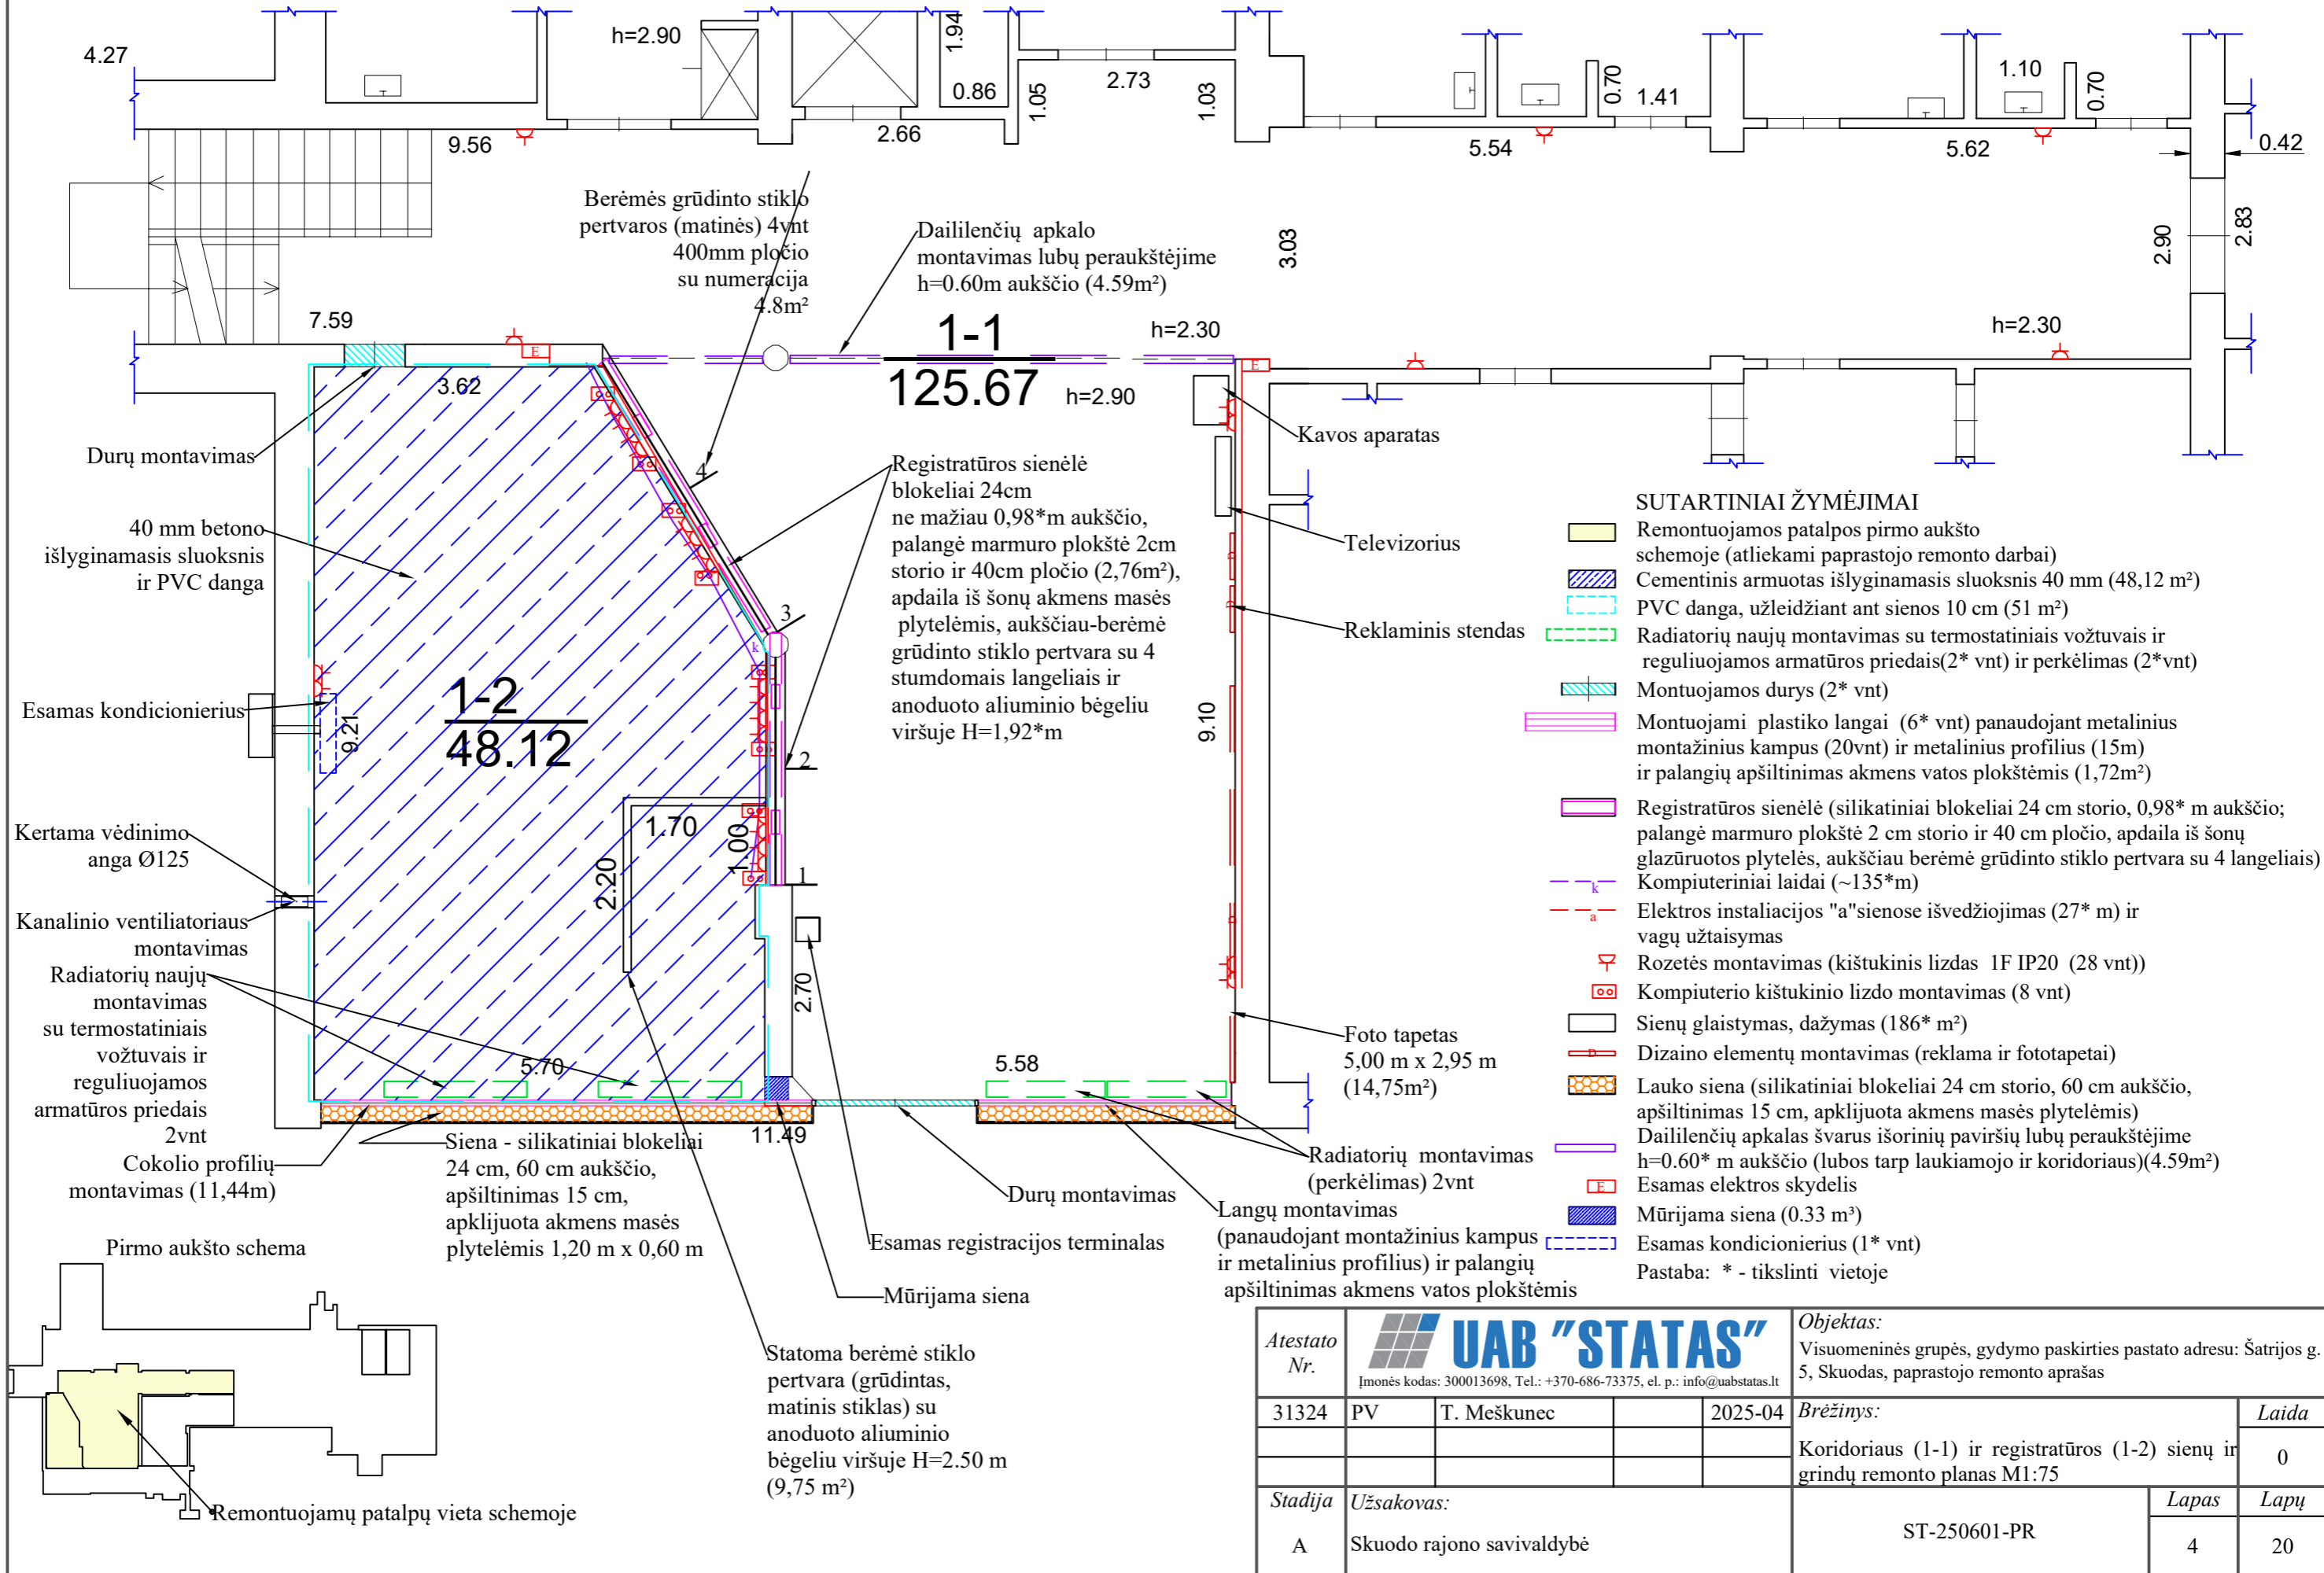 4.27
h=2.90
1.94
0.86
1.05
2.73
1.03
0.70
1.41
1.10
0.70
9.56
2.66
5.54
5.62
0.42
Berėmės grūdinto stiklo
pertvaros (matinės) 4vnt
400mm pločio
su numeracija
4.8m²
Daililenčių apkalo
montavimas lubų peraukštėjime
h=0.60m aukščio (4.59m²)
3.03
2.90
2.83
7.59
1-1
125.67
h=2.30
h=2.90
h=2.30
E
E
3.62
Durų montavimas
40 mm betono
išlyginamasis sluoksnis
ir PVC danga
4
3
2
1
k
Registratūros sienėlė
blokeliai 24cm
ne mažiau 0,98*m aukščio,
palangė marmuro plokštė 2cm
storio ir 40cm pločio (2,76m²),
apdaila iš šonų akmens masės
plytelėmis, aukščiau-berėmė
grūdinto stiklo pertvara su 4
stumdomais langeliais ir
anoduoto aliuminio bėgeliu
viršuje H=1,92*m
Kavos aparatas
Televizorius
Reklaminis stendas
D
D
D
9.10
Esamas kondicionierius
9.21
1-2
48.12
1.70
1.00
2.20
2.70
Kertama vėdinimo
anga Ø125
Kanalinio ventiliatoriaus
montavimas
Radiatorių naujų
montavimas
su termostatiniais
vožtuvais ir
reguliuojamos
armatūros priedais
2vnt
5.70
5.58
11.49
Foto tapetas
5,00 m x 2,95 m
(14,75m²)
Cokolio profilių
montavimas (11,44m)
Siena - silikatiniai blokeliai
24 cm, 60 cm aukščio,
apšiltinimas 15 cm,
apklijuota akmens masės
plytelėmis 1,20 m x 0,60 m
Radiatorių montavimas
(perkėlimas) 2vnt
Durų montavimas
Langų montavimas
(panaudojant montažinius kampus
ir metalinius profilius) ir palangių
apšiltinimas akmens vatos plokštėmis
Esamas registracijos terminalas
Mūrijama siena
Statoma berėmė stiklo
pertvara (grūdintas,
matinis stiklas) su
anoduoto aliuminio
bėgeliu viršuje H=2.50 m
(9,75 m²)
Pirmo aukšto schema
Remontuojamų patalpų vieta schemoje
SUTARTINIAI ŽYMĖJIMAI
Remontuojamos patalpos pirmo aukšto
schemoje (atliekami paprastojo remonto darbai)
Cementinis armuotas išlyginamasis sluoksnis 40 mm (48,12 m²)
PVC danga, užleidžiant ant sienos 10 cm (51 m²)
Radiatorių naujų montavimas su termostatiniais vožtuvais ir
reguliuojamos armatūros priedais(2* vnt) ir perkėlimas (2*vnt)
Montuojamos durys (2* vnt)
Montuojami plastiko langai (6* vnt) panaudojant metalinius
montažinius kampus (20vnt) ir metalinius profilius (15m)
ir palangių apšiltinimas akmens vatos plokštėmis (1,72m²)
Registratūros sienėlė (silikatiniai blokeliai 24 cm storio, 0,98* m aukščio;
palangė marmuro plokštė 2 cm storio ir 40 cm pločio, apdaila iš šonų
glazūruotos plytelės, aukščiau berėmė grūdinto stiklo pertvara su 4 langeliais)
k Kompiuteriniai laidai (~135*m)
a Elektros instaliacijos "a"sienose išvedžiojimas (27* m) ir
vagų užtaisymas
Rozetės montavimas (kištukinis lizdas 1F IP20 (28 vnt))
Kompiuterio kištukinio lizdo montavimas (8 vnt)
Sienų glaistymas, dažymas (186* m²)
D Dizaino elementų montavimas (reklama ir fototapetai)
Lauko siena (silikatiniai blokeliai 24 cm storio, 60 cm aukščio,
apšiltinimas 15 cm, apklijuota akmens masės plytelėmis)
Daililenčių apkalas švarus išorinių paviršių lubų peraukštėjime
h=0.60* m aukščio (lubos tarp laukiamojo ir koridoriaus)(4.59m²)
E Esamas elektros skydelis
Mūrijama siena (0.33 m³)
Esamas kondicionierius (1* vnt)
Pastaba: * - tikslinti vietoje
Atestato
Nr.
UAB "STATAS"
Įmonės kodas: 300013698, Tel.: +370-686-73375, el. p.: info@uabstatas.lt
Objektas:
Visuomeninės grupės, gydymo paskirties pastato adresu: Šatrijos g.
5, Skuodas, paprastojo remonto aprašas
31324 PV T. Meškunec 2025-04
Brėžinys:
Koridoriaus (1-1) ir registratūros (1-2) sienų ir
grindų remonto planas M1:75
Laida
0
Stadija
A
Užsakovas:
Skuodo rajono savivaldybė
ST-250601-PR
Lapas
4
Lapų
20